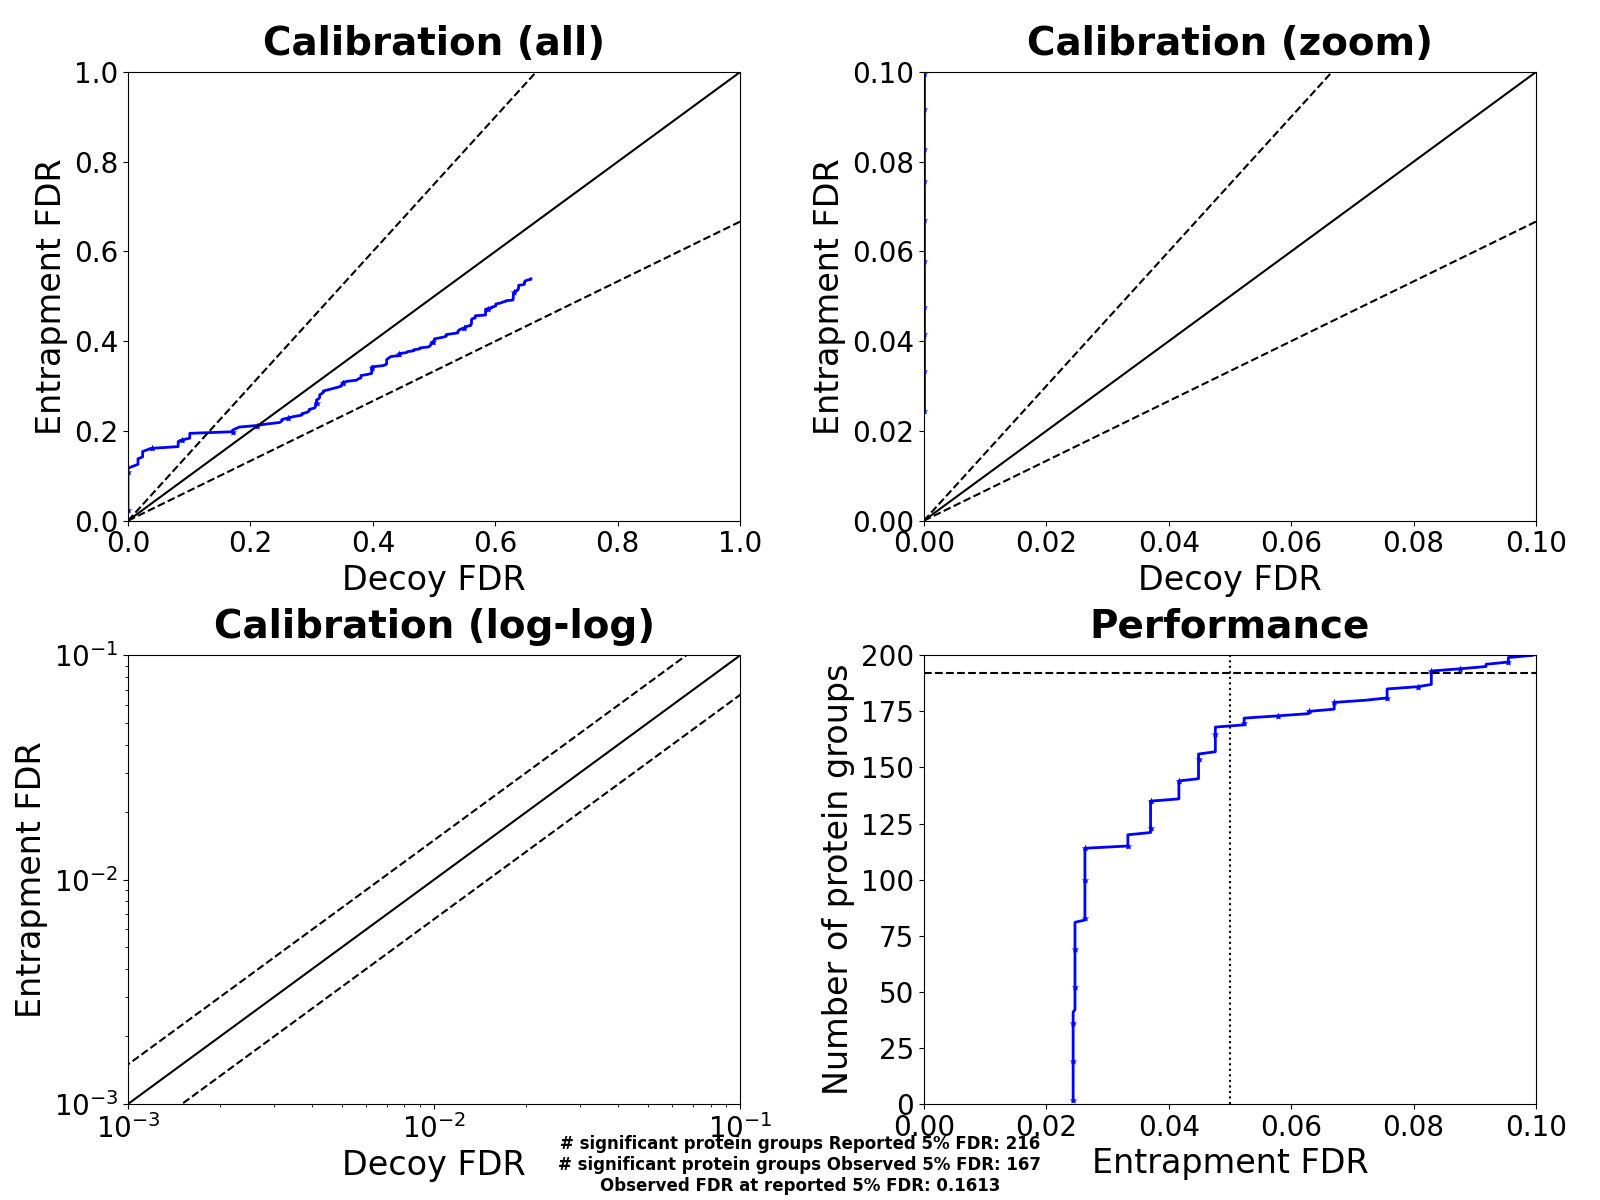 Calibration (all)
1.0
0.8
0.6
0.4
0.2
0.0
Entrapment FDR
0.0 0.2 0.4 0.6 0.8 1.0
Decoy FDR
Calibration (zoom)
0.10
0.08
0.06
0.04
0.02
0.00
Entrapment FDR
0.00 0.02 0.04 0.06 0.08 0.10
Decoy FDR
Calibration (log-log)
10⁻¹
10⁻²
10⁻³
Entrapment FDR
10⁻³ 10⁻² 10⁻¹
Decoy FDR
Performance
200
175
150
125
100
75
50
25
0
Number of protein groups
0.00 0.02 0.04 0.06 0.08 0.10
Entrapment FDR
# significant protein groups Reported 5% FDR: 216
# significant protein groups Observed 5% FDR: 167
Observed FDR at reported 5% FDR: 0.1613